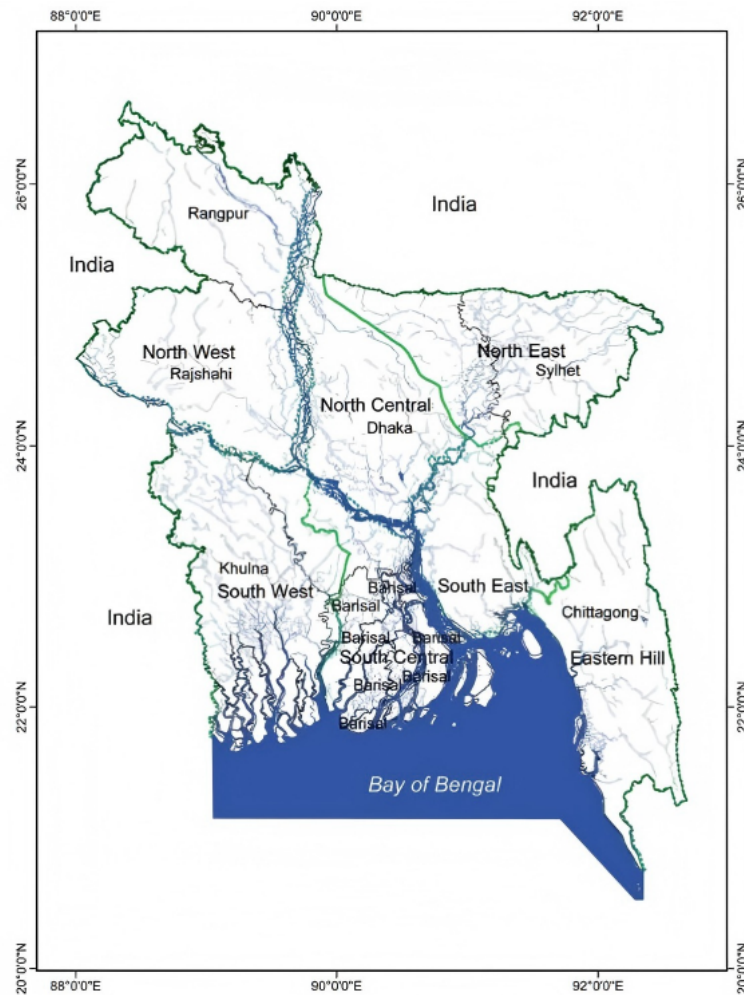 88°0'0"E 90°0'0"E 92°0'0"E
26°0'0"N 26°0'0"N
India
Rangpur
India
North West
North East
Rajshahi
Sylhet
North Central
Dhaka
24°0'0"N 24°0'0"N
India
Khulna
South West
South East
Barisal
Barisal
Chittagong
India
Barisal
Barisal
South Central
Eastern Hill
Barisal
Barisal
22°0'0"N 22°0'0"N
Barisal
Bay of Bengal
20°0'0"N 20°0'0"N
88°0'0"E 90°0'0"E 92°0'0"E